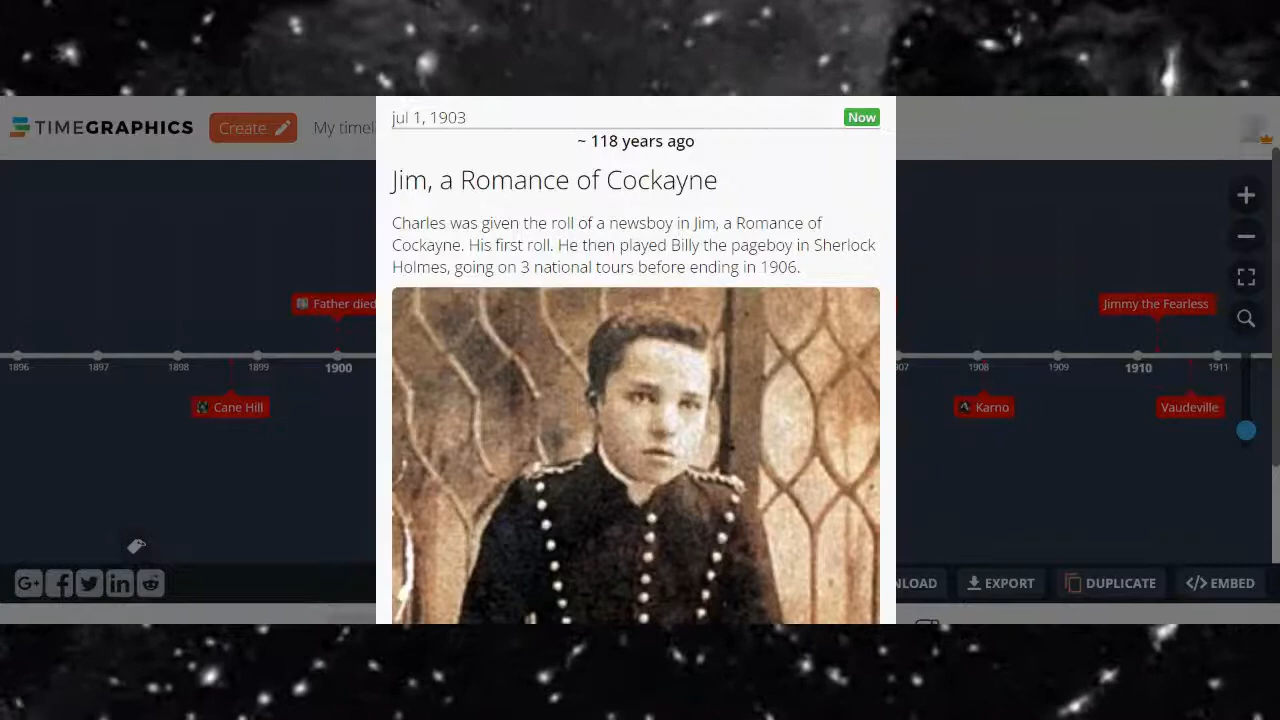 TIMEGRAPHICS
Create
My timel
jul 1, 1903
Now
~ 118 years ago
Jim, a Romance of Cockayne
Charles was given the roll of a newsboy in Jim, a Romance of
Cockayne. His first roll. He then played Billy the pageboy in Sherlock
Holmes, going on 3 national tours before ending in 1906.
Father died
Jimmy the Fearless
1896
1897
1898
1899
1900
07
1908
1909
1910
1911
Cane Hill
Karno
Vaudeville
G+
NLOAD
EXPORT
DUPLICATE
</> EMBED